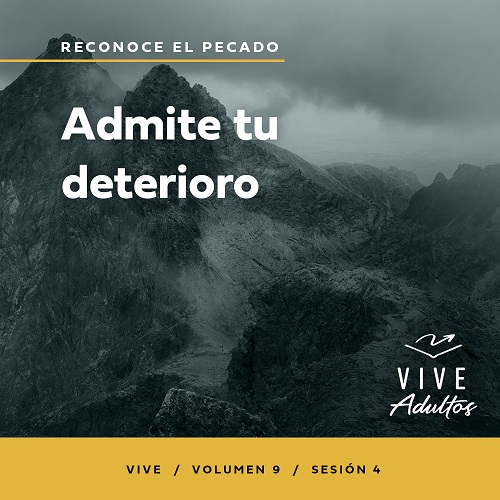 RECONOCE EL PECADO
Admite tu
deterioro
VIVE
Adultos
VIVE / VOLUMEN 9 / SESIÓN 4